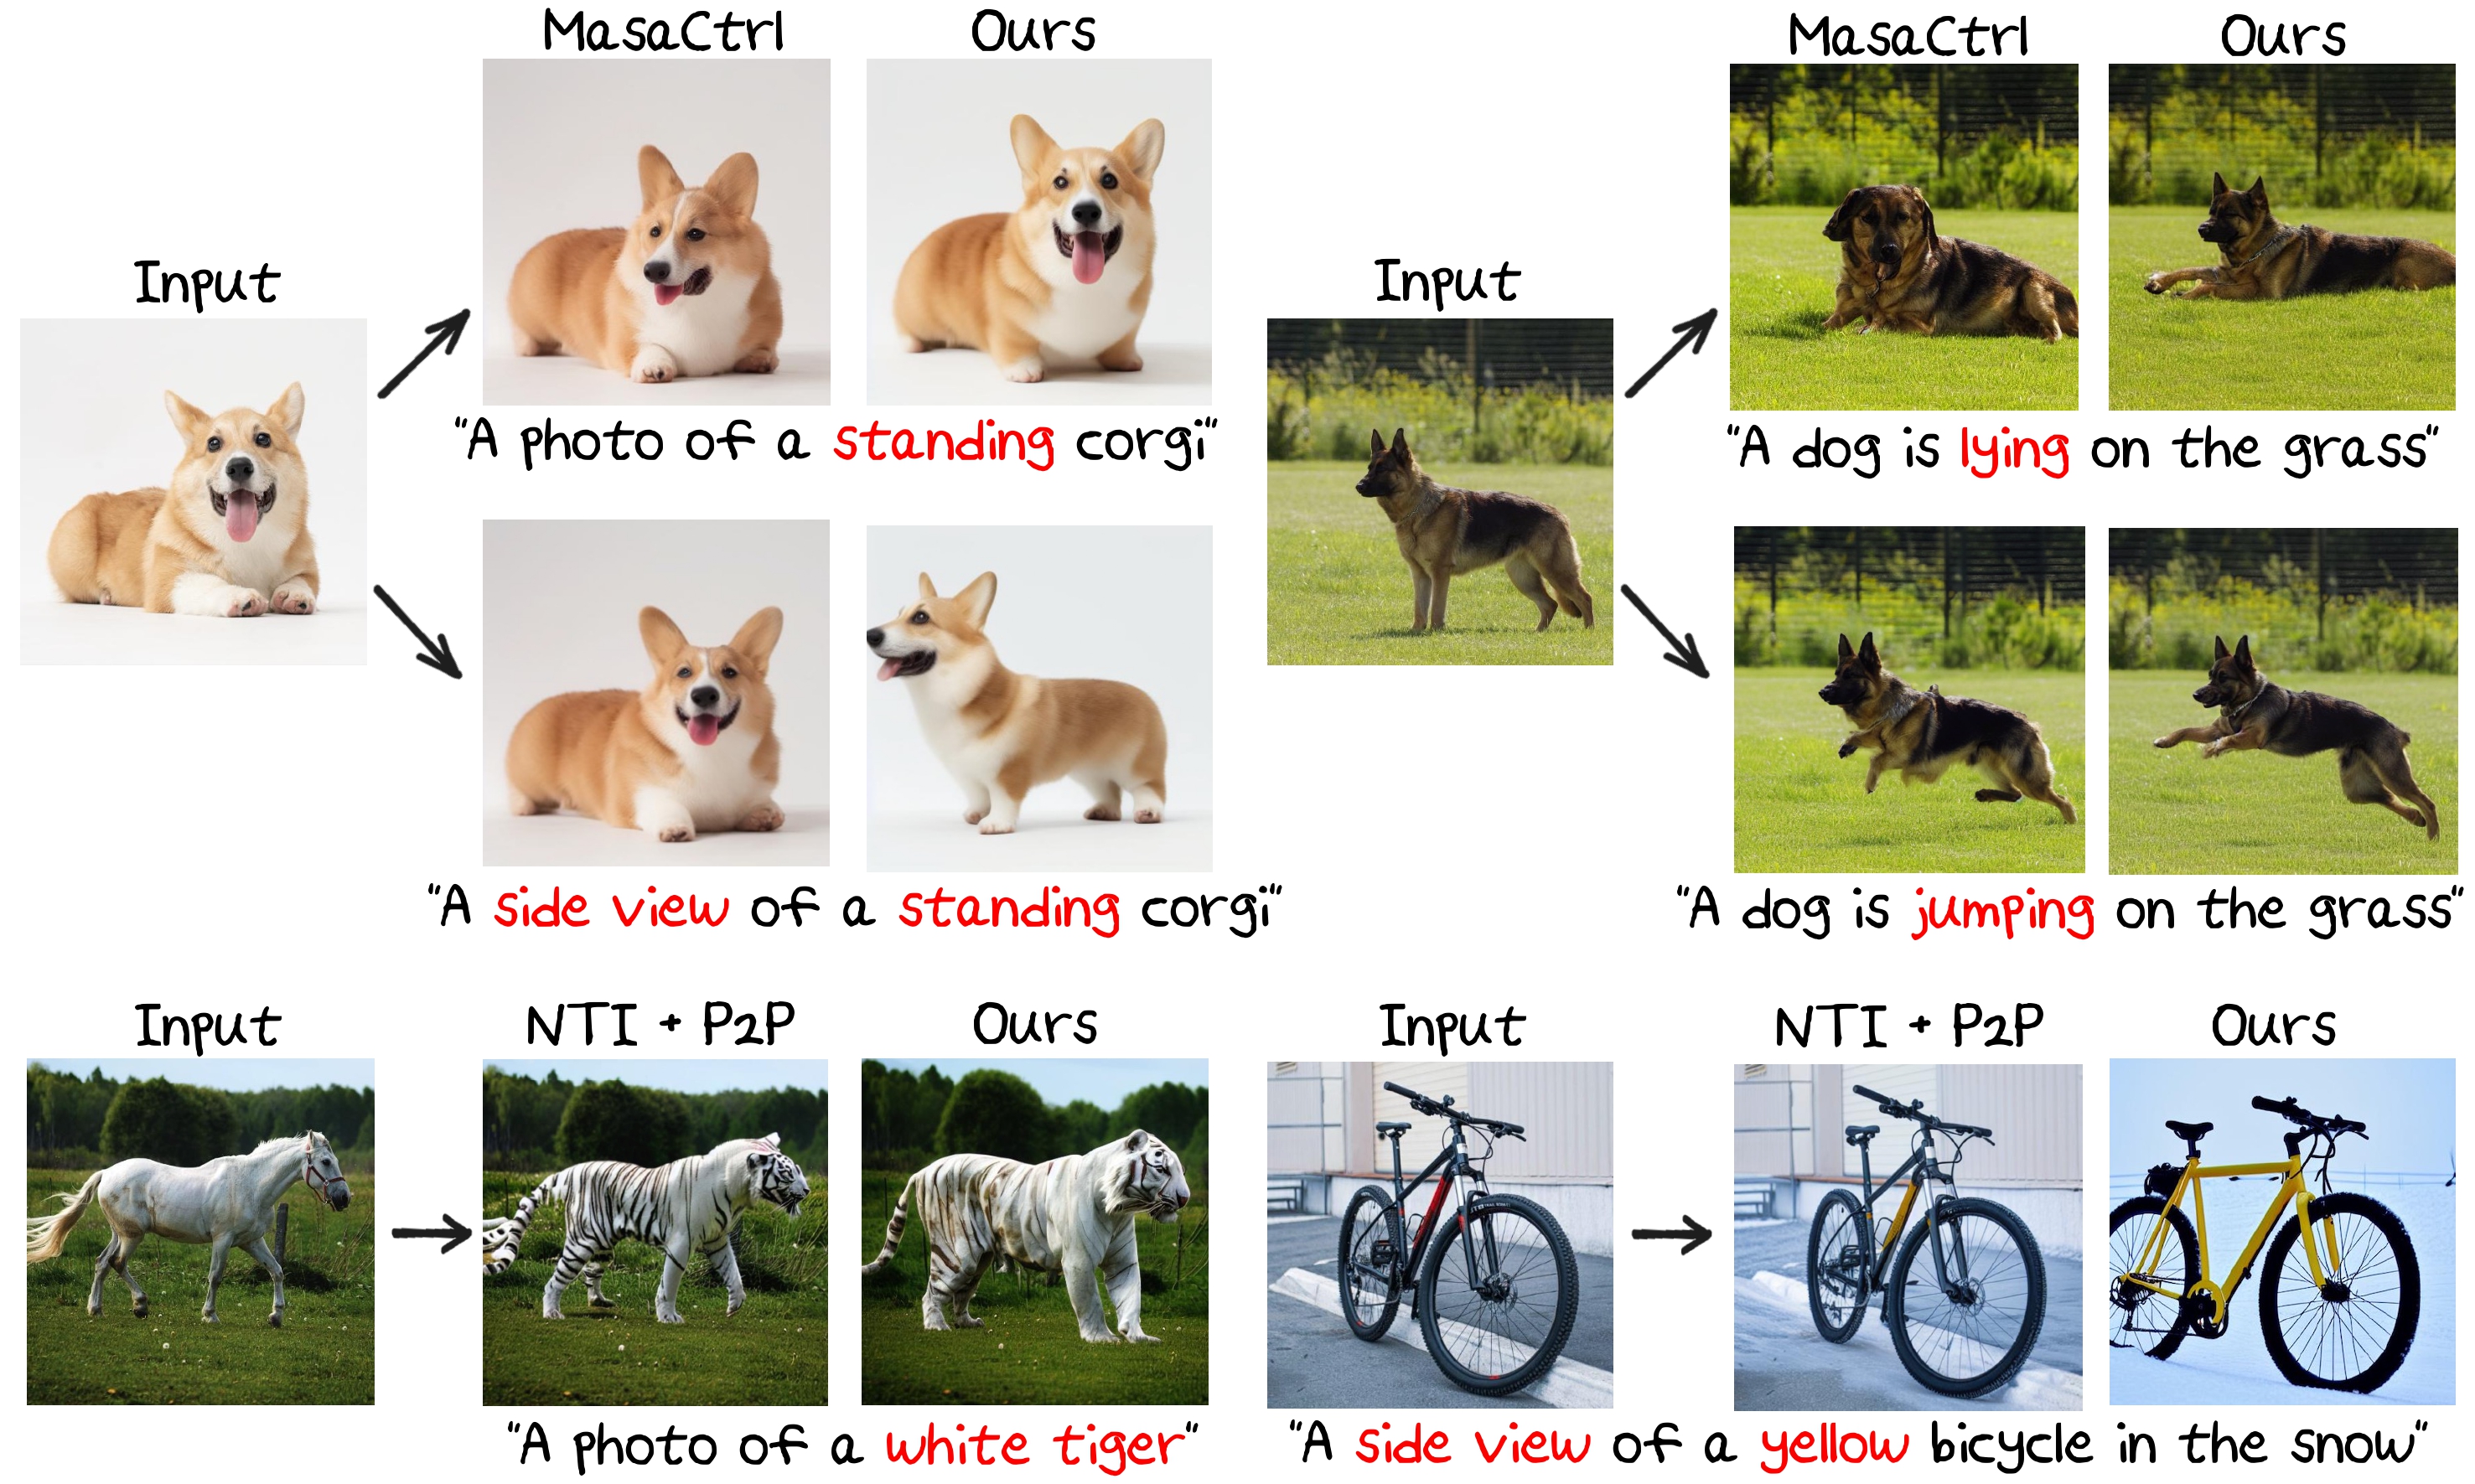 MasaCtrl Ours
Input
"A photo of a standing corgi"
"A side view of a standing corgi"
MasaCtrl Ours
Input
"A dog is lying on the grass"
"A dog is jumping on the grass"
Input NTI + P2P Ours
"A photo of a white tiger"
Input NTI + P2P Ours
"A side view of a yellow bicycle in the snow"